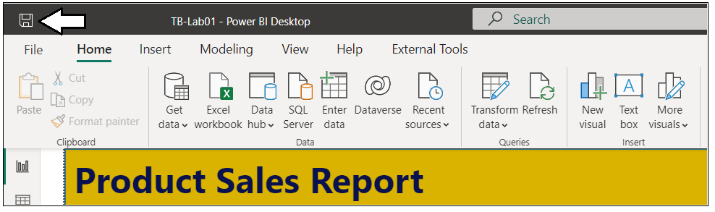 TB-Lab01 - Power BI Desktop
Search
File Home Insert Modeling View Help External Tools
Paste
Cut
Copy
Format painter
Clipboard
Get data
Excel workbook
Data hub
SQL Server
Enter data
Dataverse
Recent sources
Data
Transform data
Refresh
Queries
New visual
Text box
More visuals
Insert
Product Sales Report